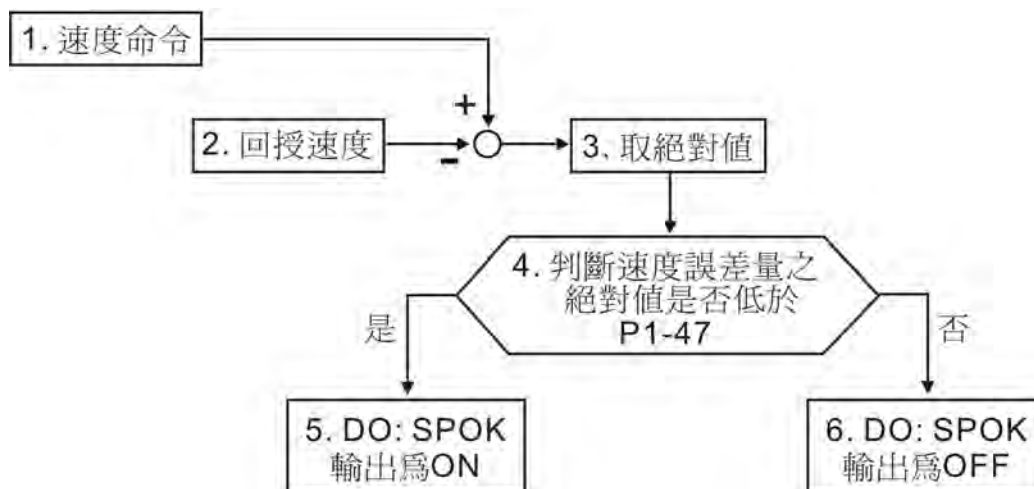 1. 速度命令
+
2. 回授速度
-
3、取絕對值
4. 判斷速度誤差量之
絕對值是否低於
P1-47
是
否
5. DO: SPOK
輸出爲ON
6. DO: SPOK
輸出爲OFF